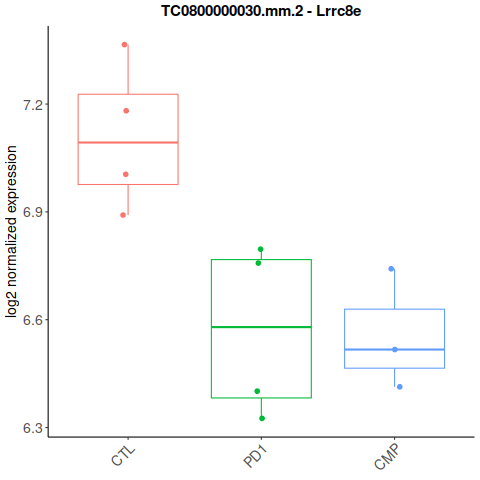 TC0800000030.mm.2 - Lrrc8e
log2 normalized expression
7.2
6.9
6.6
6.3
CTL
PD1
CMP